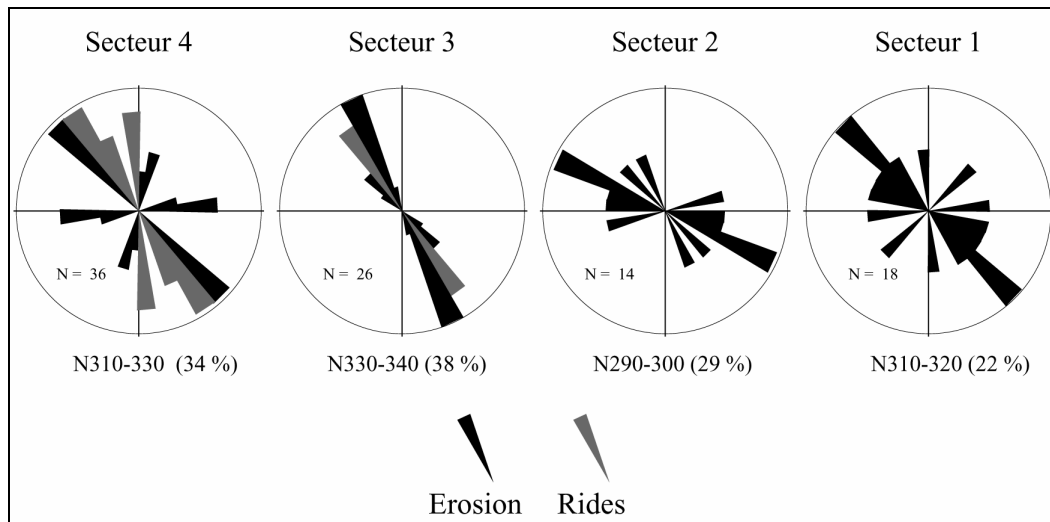 Secteur 4
Secteur 3
Secteur 2
Secteur 1
N = 36
N = 26
N = 14
N = 18
N310-330 (34 %)
N330-340 (38 %)
N290-300 (29 %)
N310-320 (22 %)
Erosion
Rides